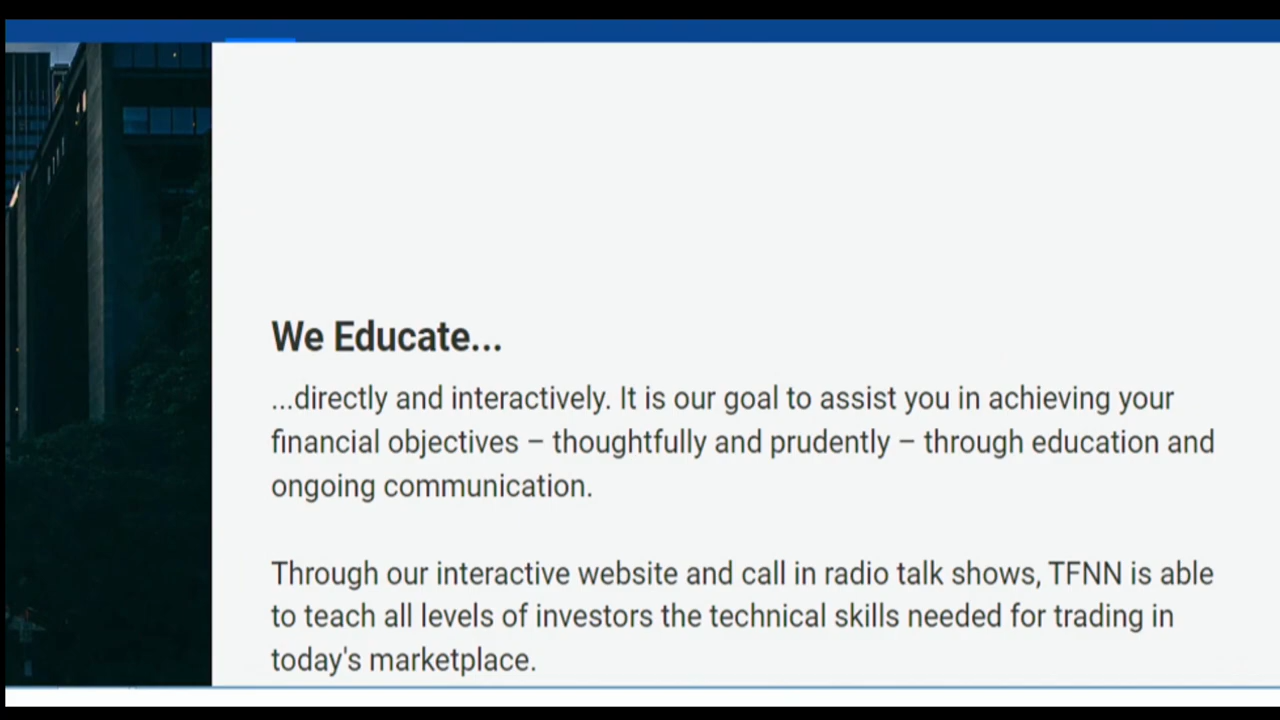 We Educate...
...directly and interactively. It is our goal to assist you in achieving your
financial objectives – thoughtfully and prudently – through education and
ongoing communication.
Through our interactive website and call in radio talk shows, TFNN is able
to teach all levels of investors the technical skills needed for trading in
today's marketplace.